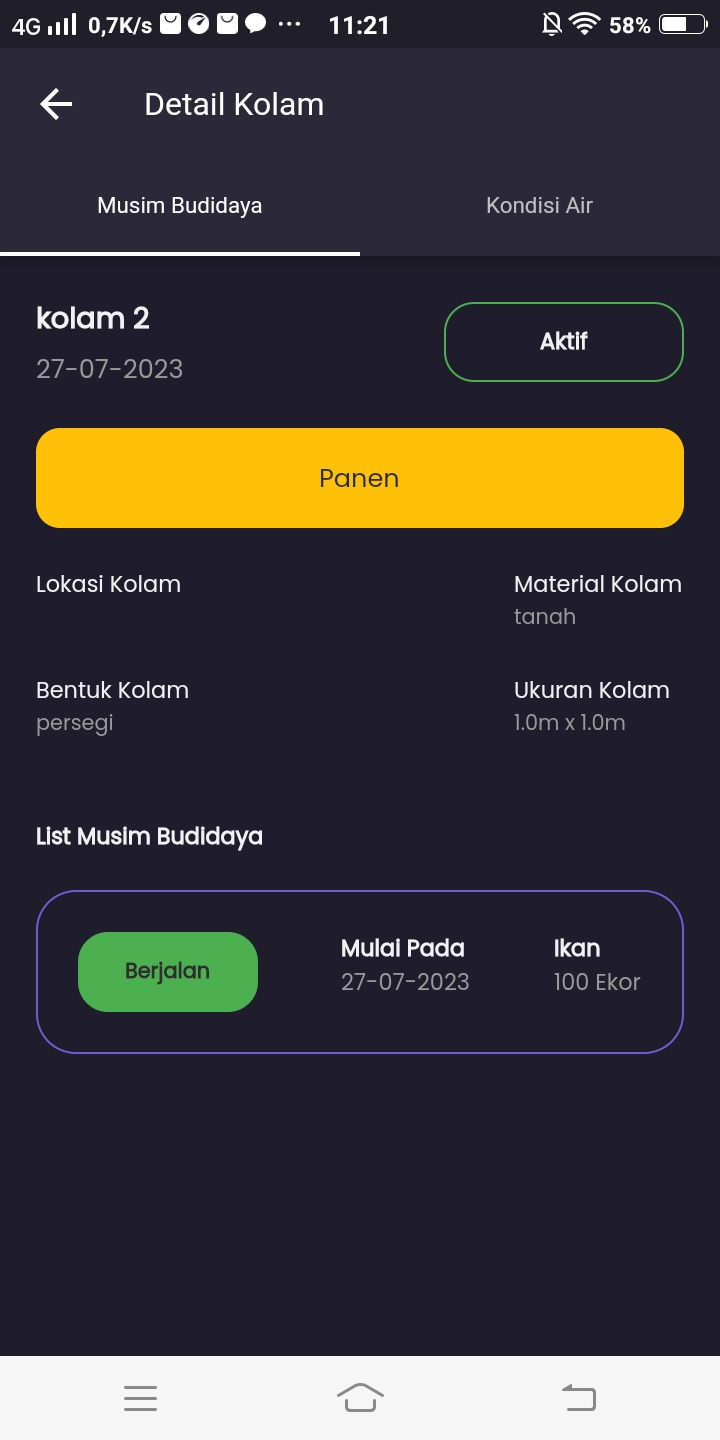 4G 0,7K/s ··· 11:21 58%
Detail Kolam
Musim Budidaya Kondisi Air
kolam 2
27-07-2023
Aktif
Panen
Lokasi Kolam
Material Kolam
tanah
Bentuk Kolam
persegi
Ukuran Kolam
1.0m x 1.0m
List Musim Budidaya
Berjalan
Mulai Pada
27-07-2023
Ikan
100 Ekor